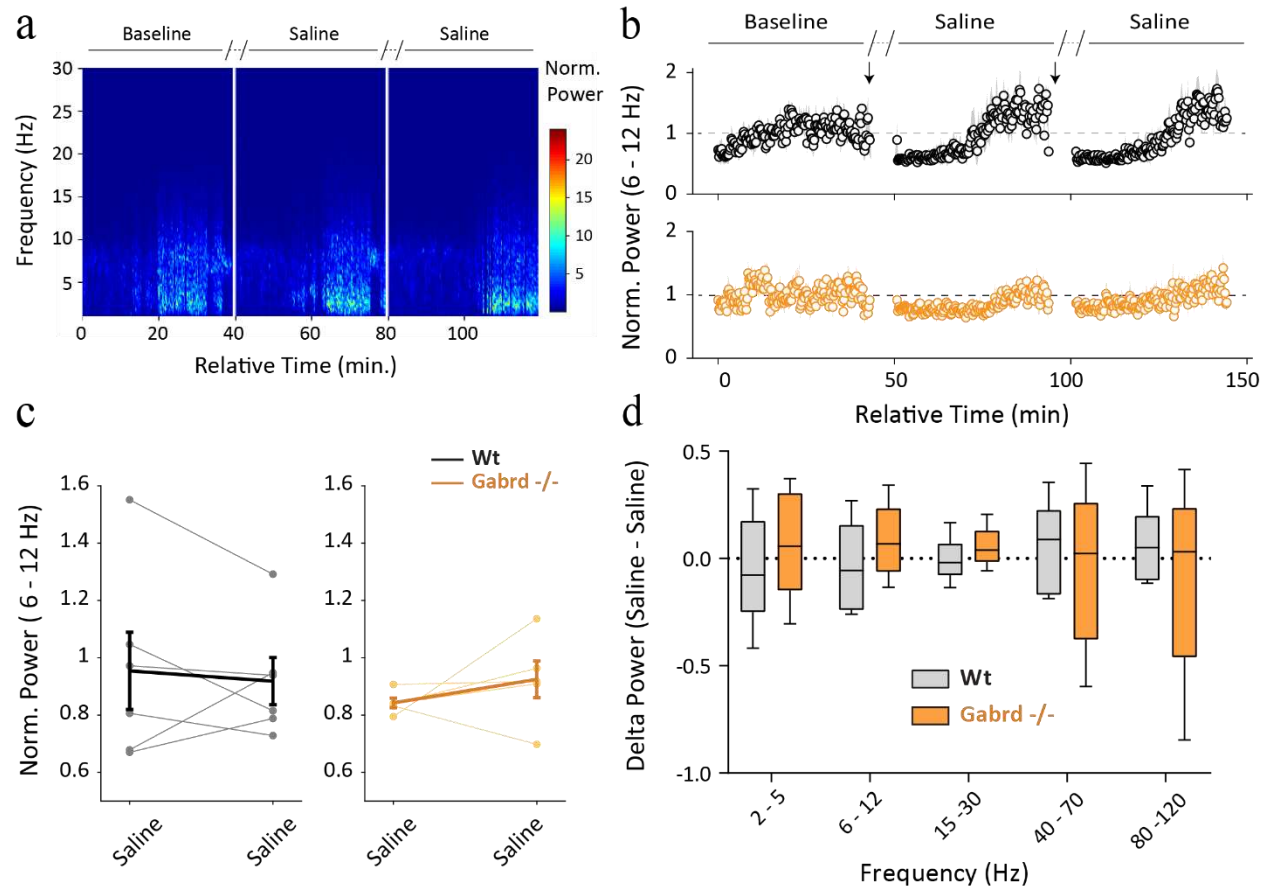 a
Baseline
Saline
Saline
30
25
20
15
10
5
Frequency (Hz)
0
20
40
60
80
100
Relative Time (min.)
Norm.
Power
20
15
10
5
b
Baseline
Saline
Saline
2
1
0
2
1
0
Norm. Power (6 - 12 Hz)
0
50
100
150
Relative Time (min)
c
Wt
Gabrd -/-
1.6
1.4
1.2
1
0.8
0.6
Norm. Power ( 6 - 12 Hz)
Saline
Saline
1.6
1.4
1.2
1
0.8
0.6
Saline
Saline
d
0.5
0.0
-0.5
-1.0
Delta Power (Saline - Saline)
Wt
Gabrd -/-
2 - 5
6 - 12
15 - 30
40 - 70
80 -120
Frequency (Hz)